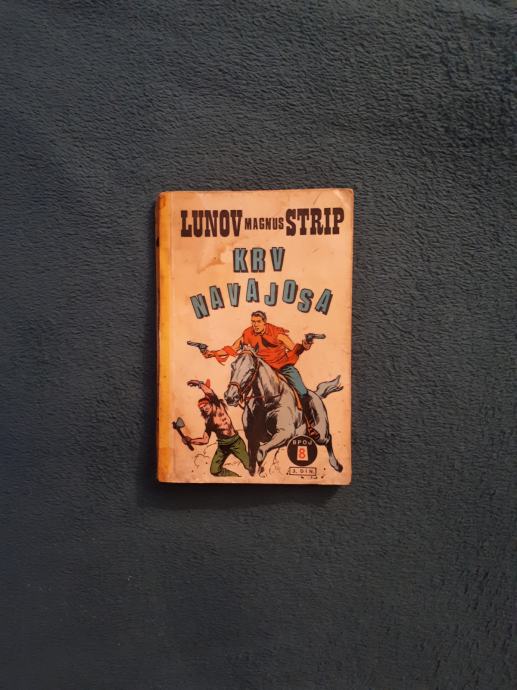 LUNOV MAGNUS STRIP
KRV
NAVAJOSA
BROJ
8
3. DIN.